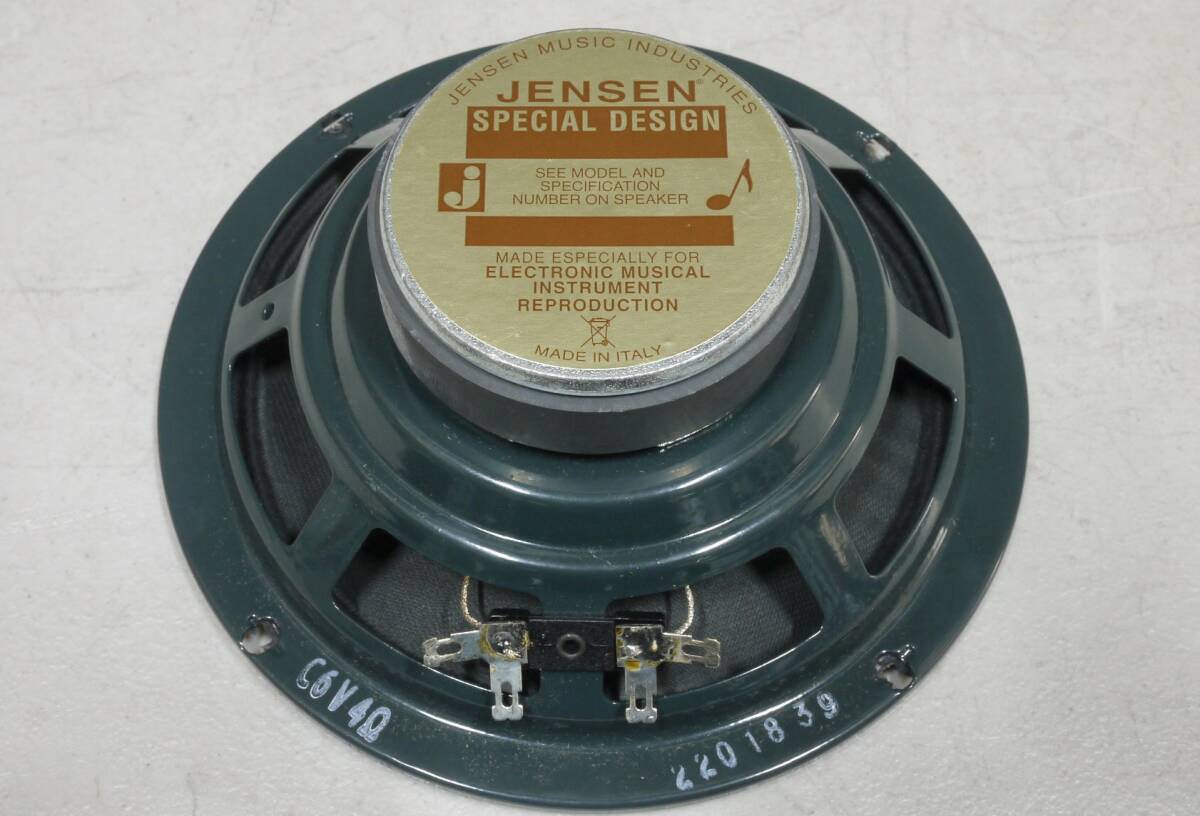 JENSEN MUSIC INDUSTRIES
JENSEN®
SPECIAL DESIGN
j
SEE MODEL AND
SPECIFICATION
NUMBER ON SPEAKER
MADE ESPECIALLY FOR
ELECTRONIC MUSICAL
INSTRUMENT
REPRODUCTION
MADE IN ITALY
C6V4Ω
2201839